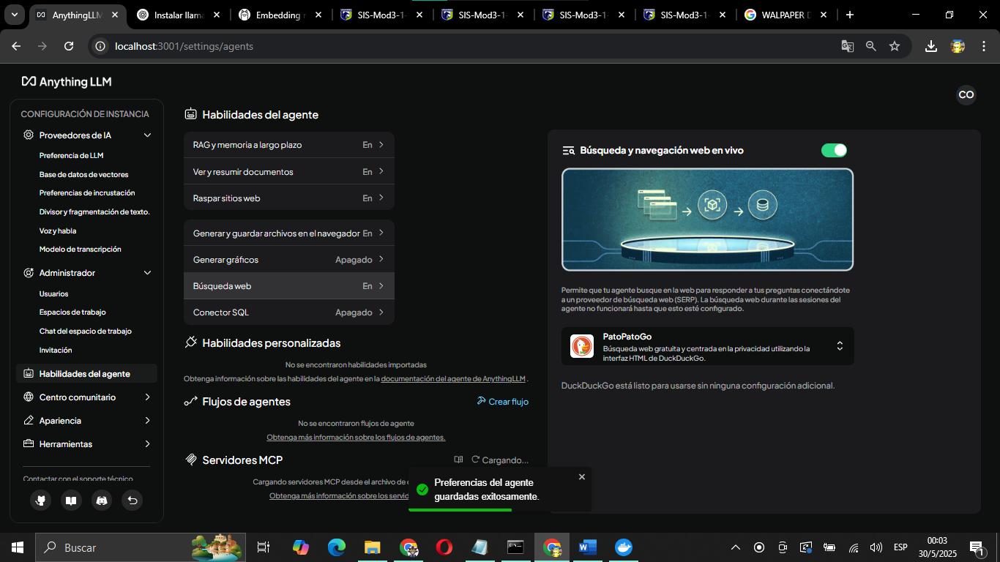 AnythingLLM
Instalar llama
Embedding m
SIS-Mod3-1-
SIS-Mod3-1-
SIS-Mod3-1-
SIS-Mod3-1-
WALPAPER D
localhost:3001/settings/agents
Anything LLM
CO
CONFIGURACIÓN DE INSTANCIA
Proveedores de IA
Preferencia de LLM
Base de datos de vectores
Preferencias de incrustación
Divisor y fragmentación de texto.
Voz y habla
Modelo de transcripción
Administrador
Usuarios
Espacios de trabajo
Chat del espacio de trabajo
Invitación
Habilidades del agente
Centro comunitario
Apariencia
Herramientas
Contactar con el soporte técnico
Habilidades del agente
RAG y memoria a largo plazo En
Ver y resumir documentos En
Raspar sitios web En
Generar y guardar archivos en el navegador En
Generar gráficos Apagado
Búsqueda web En
Conector SQL Apagado
Habilidades personalizadas
No se encontraron habilidades importadas
Obtenga información sobre las habilidades del agente en la documentación del agente de AnythingLLM .
Flujos de agentes Crear flujo
No se encontraron flujos de agente
Obtenga más información sobre los flujos de agentes.
Servidores MCP Cargando...
Cargando servidores MCP desde el archivo de
Obtenga más información sobre los
Búsqueda y navegación web en vivo
Permite que tu agente busque en la web para responder a tus preguntas conectándote
a un proveedor de búsqueda web (SERP). La búsqueda web durante las sesiones del
agente no funcionará hasta que esto esté configurado.
PatoPatoGo
Búsqueda web gratuita y centrada en la privacidad utilizando la
interfaz HTML de DuckDuckGo.
DuckDuckGo está listo para usarse sin ninguna configuración adicional.
Preferencias del agente
guardadas exitosamente.
Buscar
ESP
00:03
30/5/2025
1